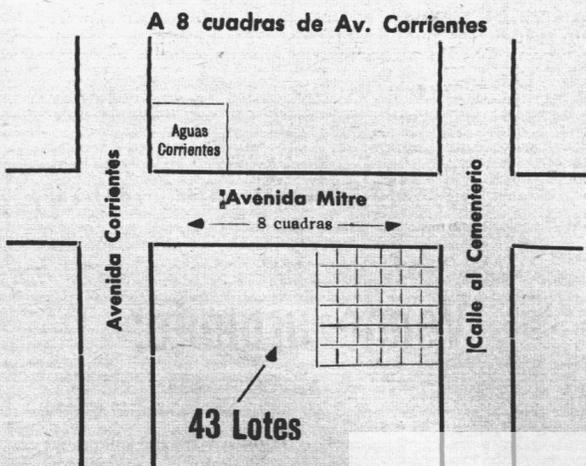 A 8 cuadras de Av. Corrientes
Aguas
Corrientes
Avenida Corrientes
Avenida Mitre
8 cuadras
Calle al Cementerio
43 Lotes